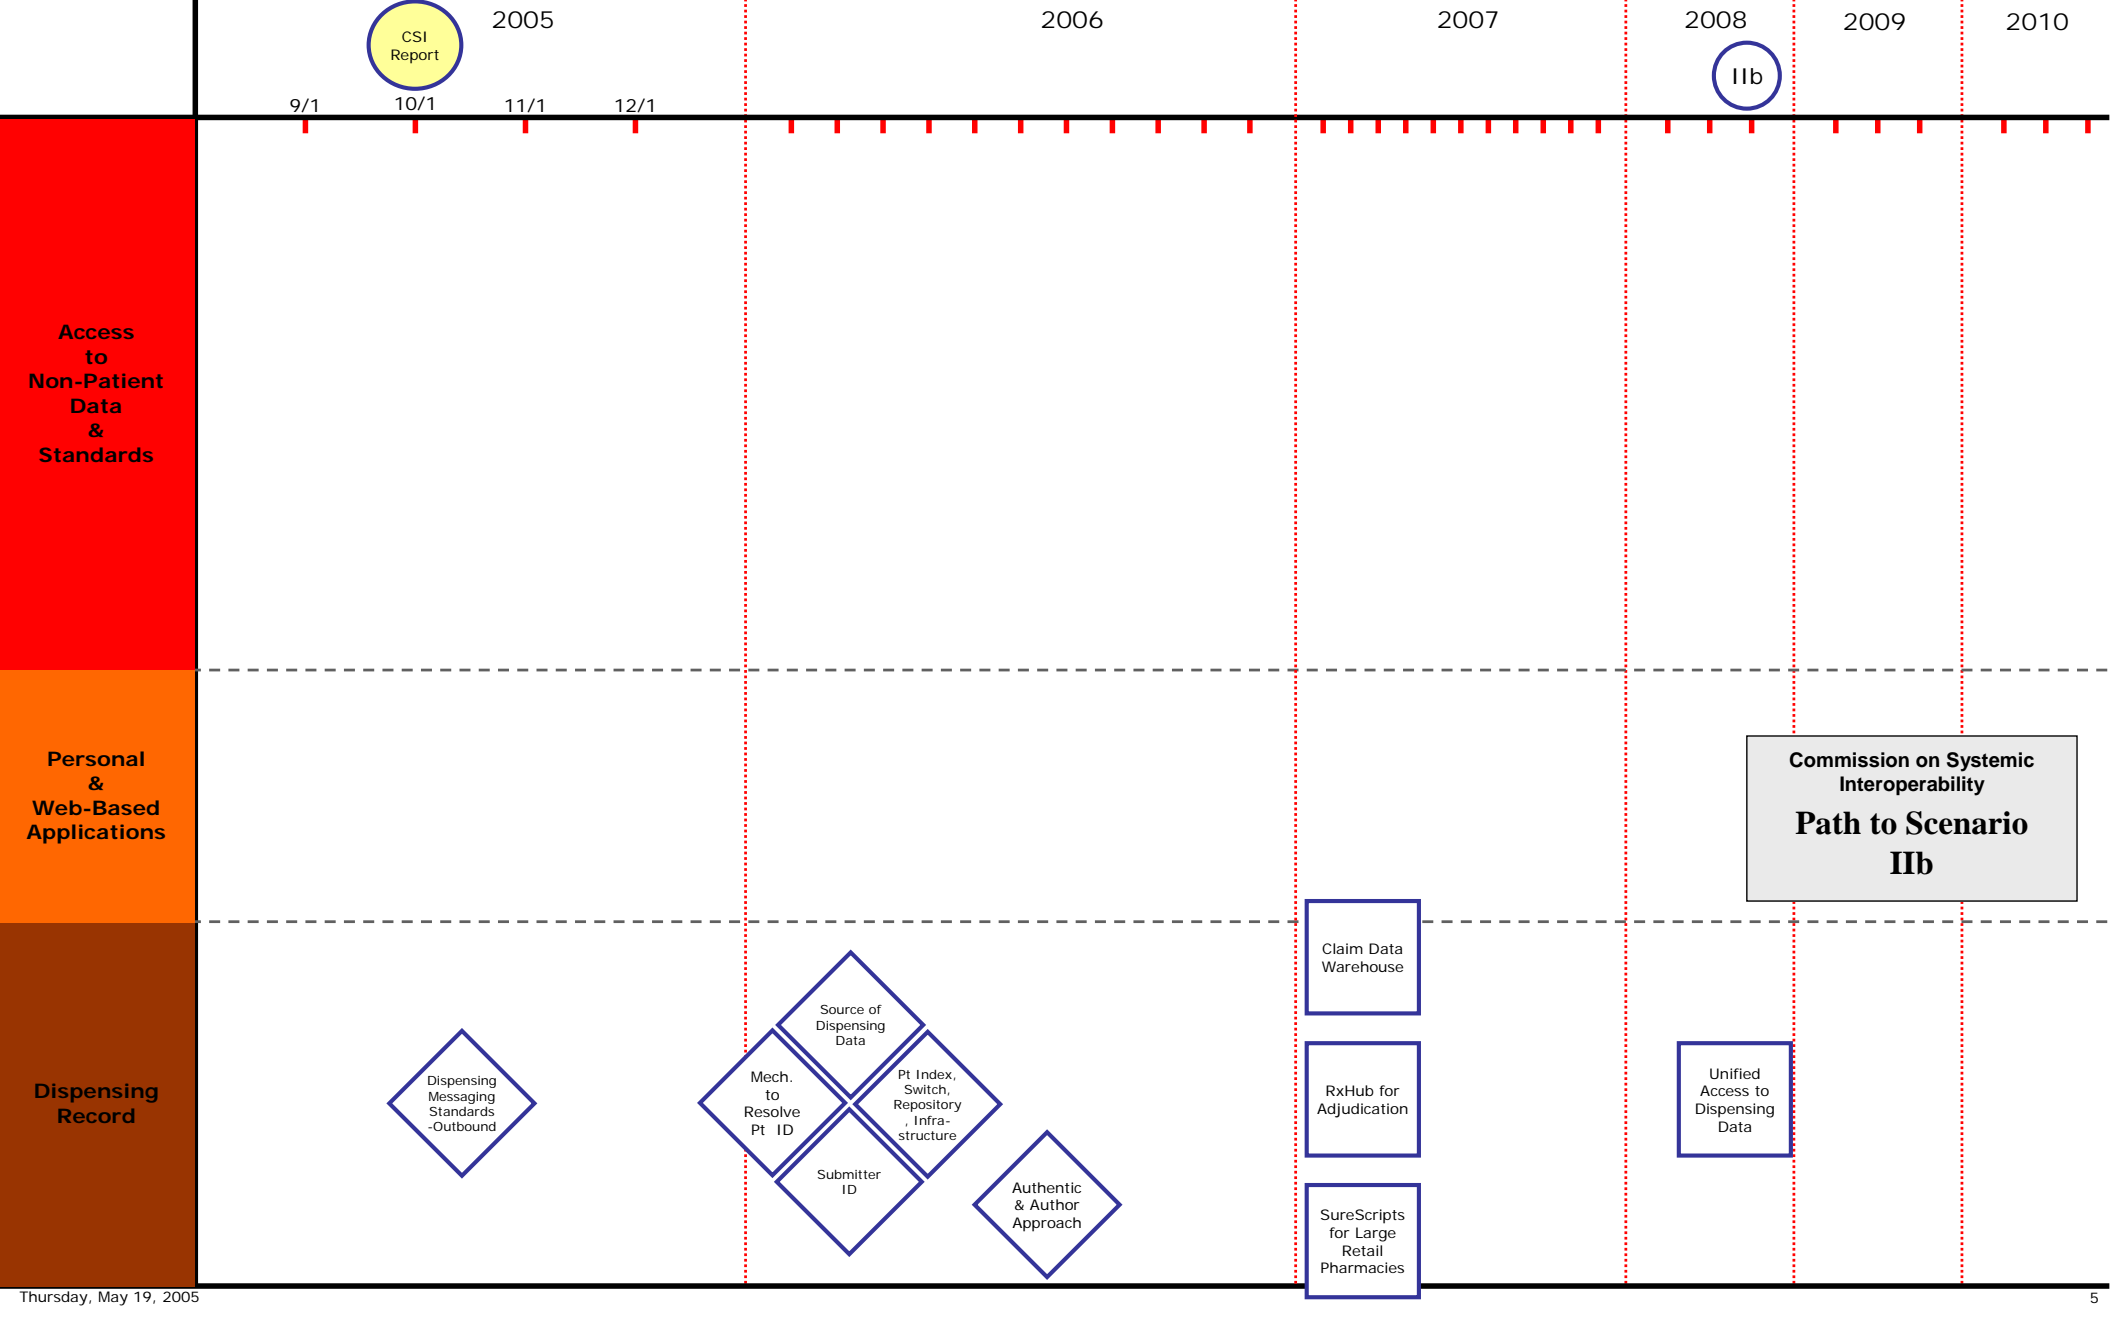 2005
2006
2007
2008
2009
2010
CSI
Report
IIb
9/1
10/1
11/1
12/1
Access
to
Non-Patient
Data
&
Standards
Personal
&
Web-Based
Applications
Commission on Systemic
Interoperability
Path to Scenario
IIb
Dispensing
Record
Dispensing
Messaging
Standards
-Outbound
Mech.
to
Resolve
Pt ID
Source of
Dispensing
Data
Pt Index,
Switch,
Repository
, Infra-
structure
Submitter
ID
Authentic
& Author
Approach
Claim Data
Warehouse
RxHub for
Adjudication
SureScripts
for Large
Retail
Pharmacies
Unified
Access to
Dispensing
Data
Thursday, May 19, 2005
5